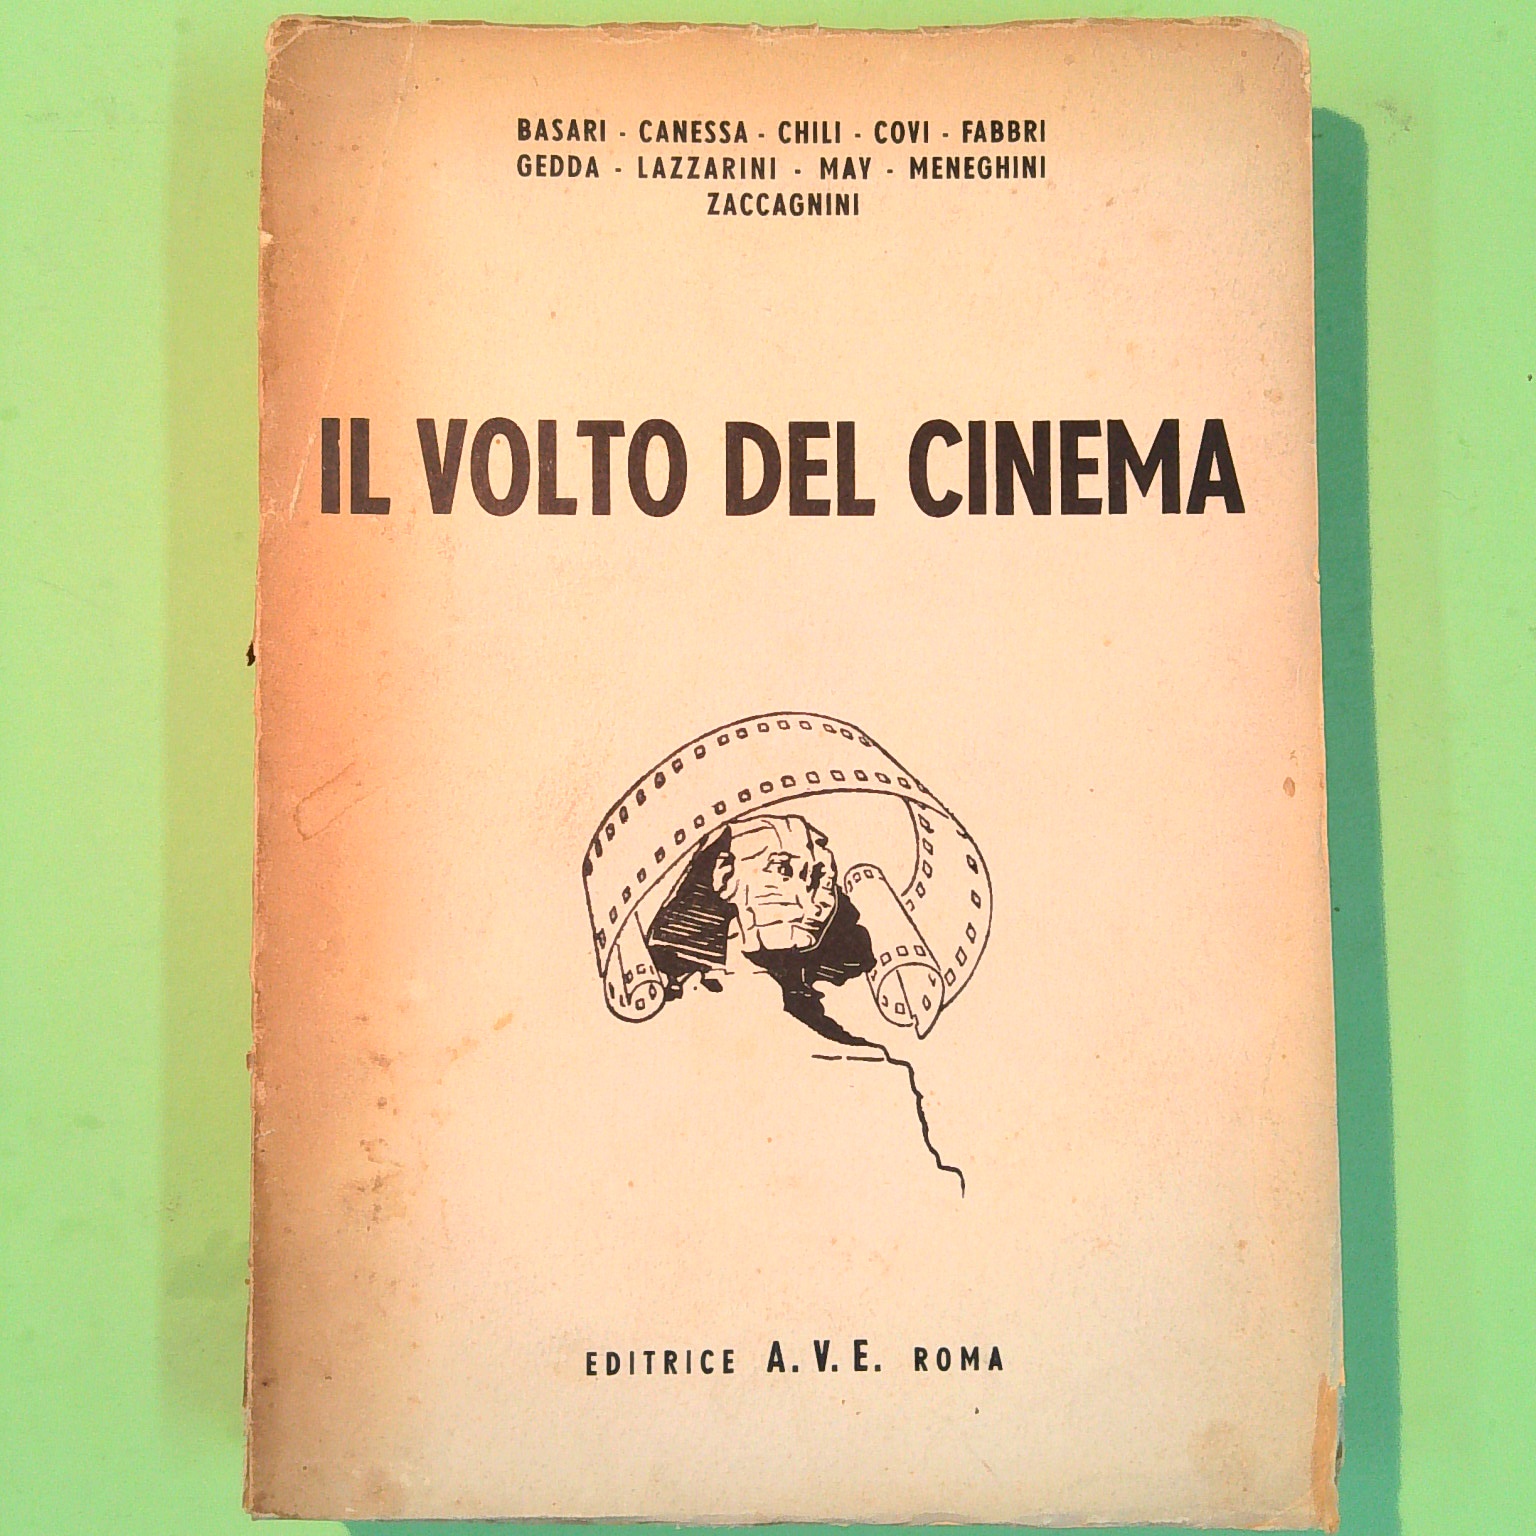 BASARI - CANESSA - CHILI - COVI - FABBRI
GEDDA - LAZZARINI - MAY - MENEGHINI
ZACCAGNINI
IL VOLTO DEL CINEMA
EDITRICE A. V. E. ROMA